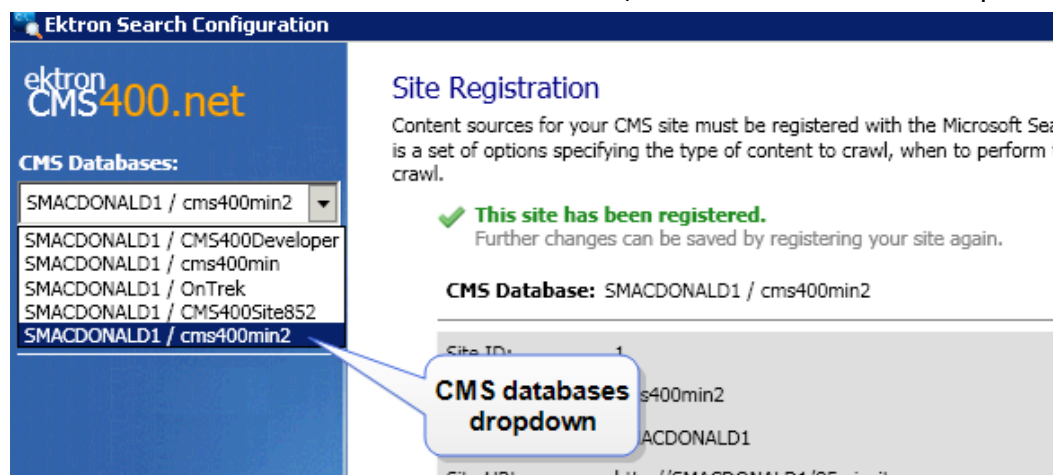 Ektron Search Configuration
ektron
CMS400.net
CMS Databases:
SMACDONALD1 / cms400min2
SMACDONALD1 / CMS400Developer
SMACDONALD1 / cms400min
SMACDONALD1 / OnTrek
SMACDONALD1 / CMS400Site852
SMACDONALD1 / cms400min2
Site Registration
Content sources for your CMS site must be registered with the Microsoft Sea
is a set of options specifying the type of content to crawl, when to perform
crawl.
This site has been registered.
Further changes can be saved by registering your site again.
CMS Database: SMACDONALD1 / cms400min2
Site ID: 1
CMS databases
dropdown
s400min2
ACDONALD1